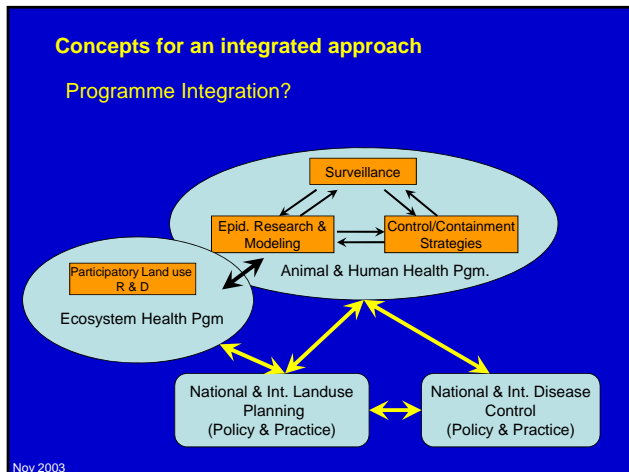 Concepts for an integrated approach
Programme Integration?
Surveillance
Epid. Research &
Modeling
Control/Containment
Strategies
Animal & Human Health Pgm.
Participatory Land use
R & D
Ecosystem Health Pgm
National & Int. Landuse
Planning
(Policy & Practice)
National & Int. Disease
Control
(Policy & Practice)
Nov 2003